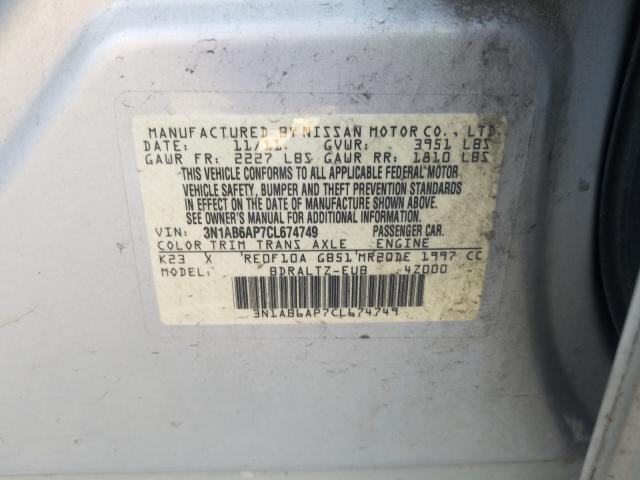 MANUFACTURED BY NISSAN MOTOR CO., LTD.
DATE: 11/11 GVWR: 3951 LBS
GAWR FR: 2227 LBS GAWR RR: 1810 LBS
THIS VEHICLE CONFORMS TO ALL APPLICABLE FEDERAL MOTOR
VEHICLE SAFETY, BUMPER AND THEFT PREVENTION STANDARDS
IN EFFECT ON THE DATE OF MANUFACTURE SHOWN ABOVE.
SEE OWNER'S MANUAL FOR ADDITIONAL INFORMATION.
VIN: 3N1AB6AP7CL674749 PASSENGER CAR.
COLOR TRIM TRANS AXLE ENGINE
K23 X RE0F10A GB51 MR20DE 1997 CC
MODEL: BDRALTZ-EUB 4Z000
3N1AB6AP7CL674749